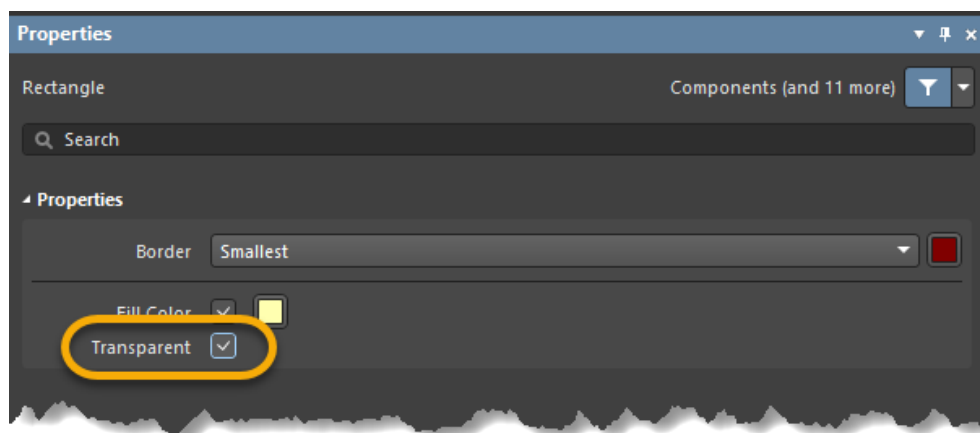 Properties
Rectangle Components (and 11 more)
Search
Properties
Border Smallest
Fill Color
Transparent